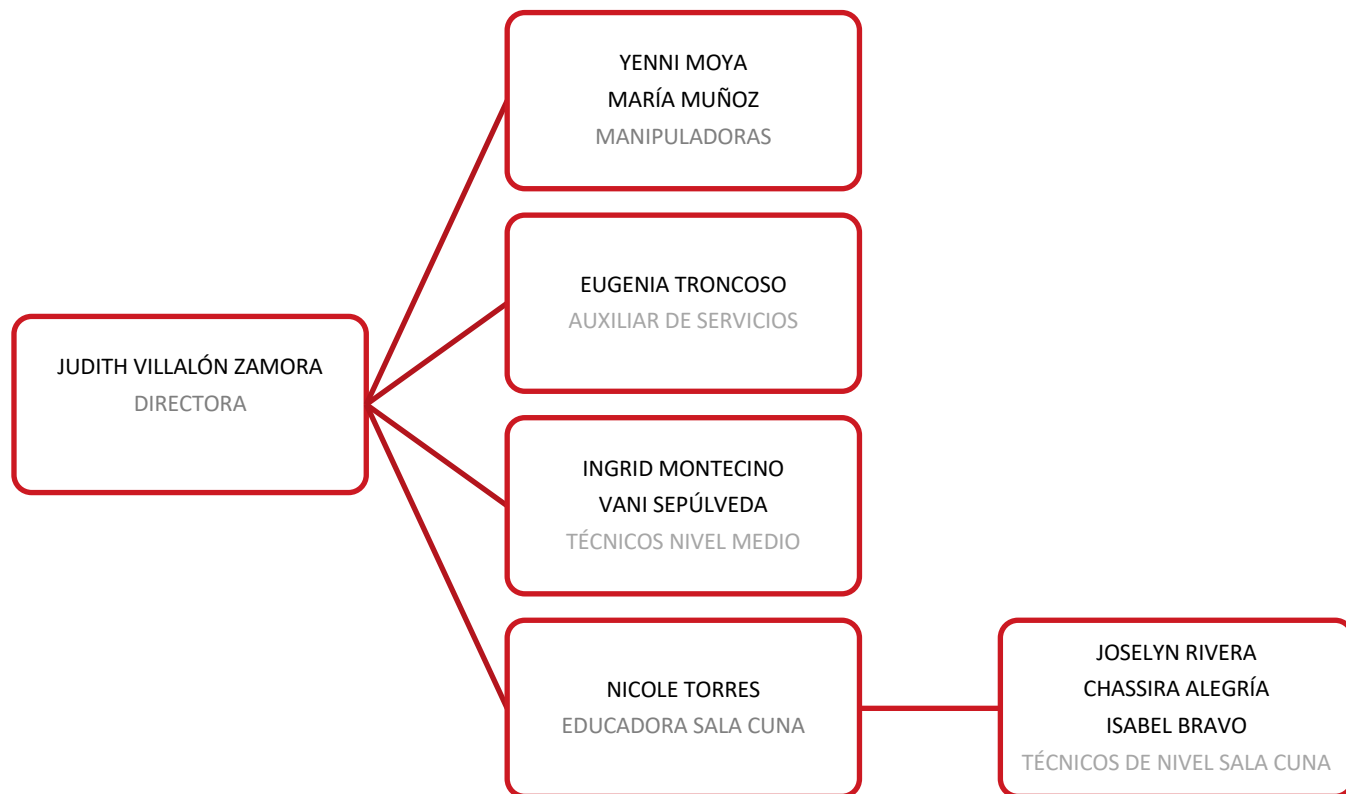 YENNI MOYA
MARÍA MUÑOZ
MANIPULADORAS
EUGENIA TRONCOSO
AUXILIAR DE SERVICIOS
JUDITH VILLALÓN ZAMORA
DIRECTORA
INGRID MONTECINO
VANI SEPÚLVEDA
TÉCNICOS NIVEL MEDIO
NICOLE TORRES
EDUCADORA SALA CUNA
JOSELYN RIVERA
CHASSIRA ALEGRÍA
ISABEL BRAVO
TÉCNICOS DE NIVEL SALA CUNA